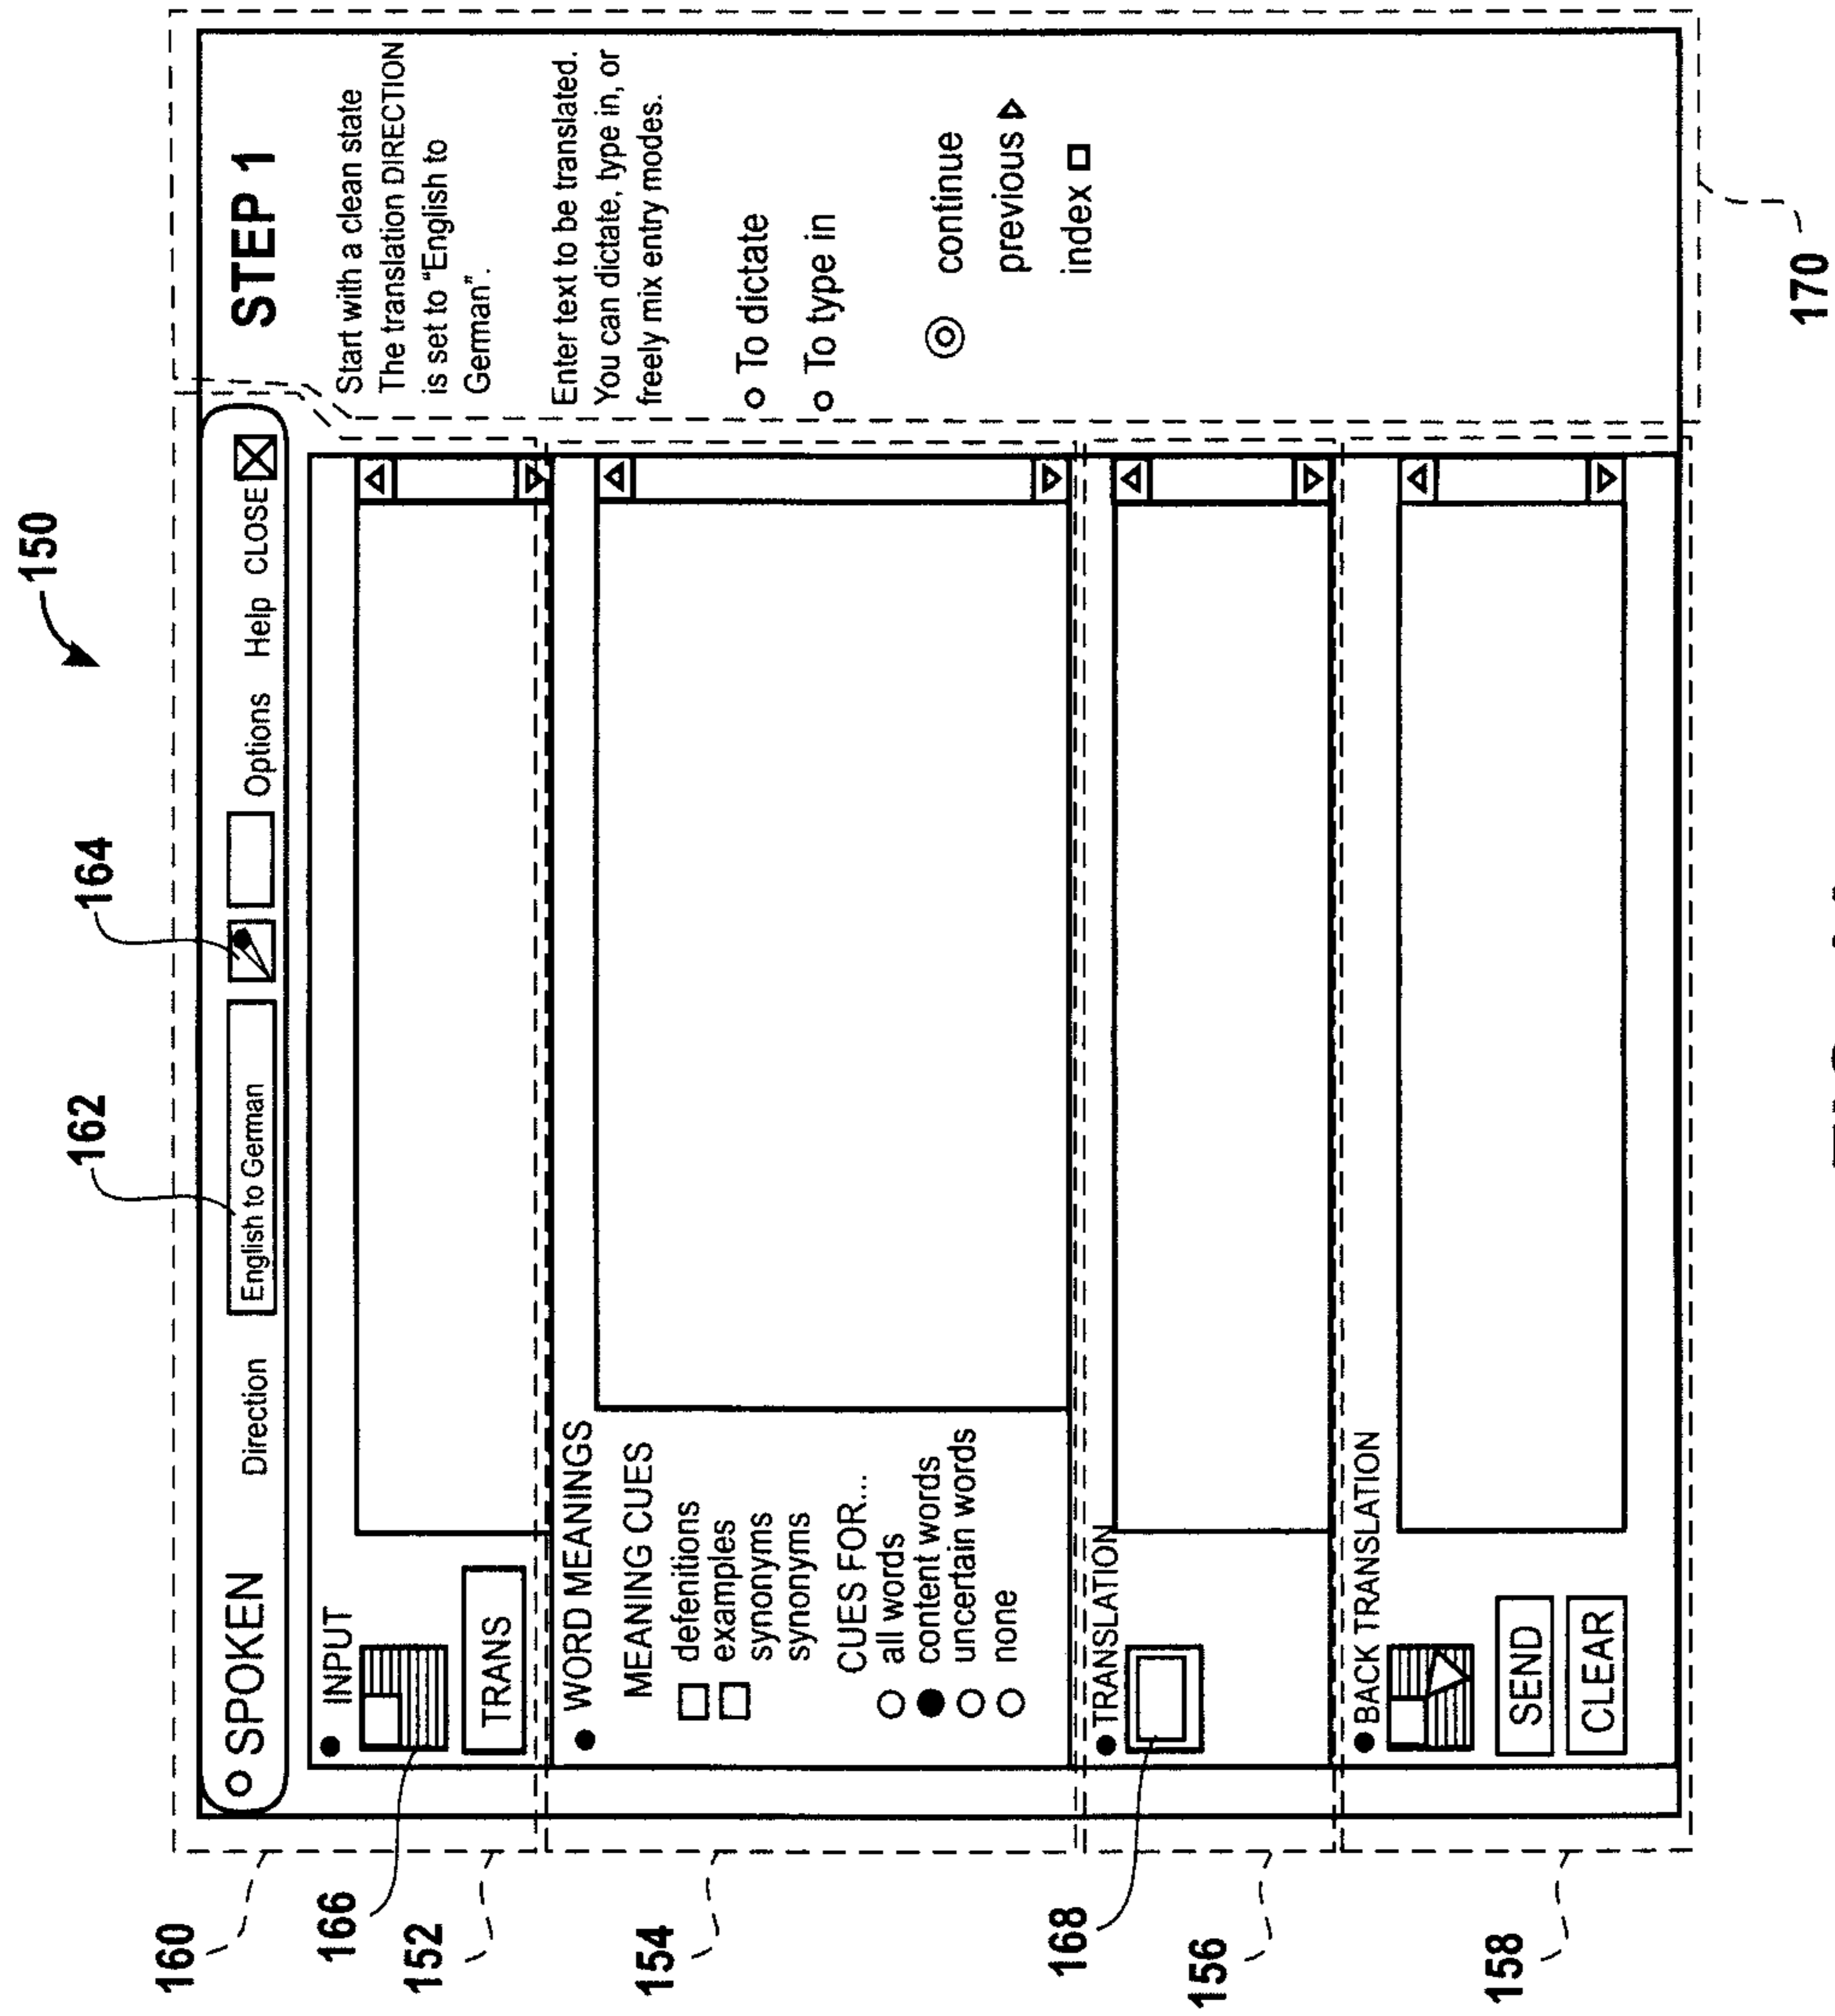 150
162
164
160
SPOKEN
Direction
English to German
Options
Help
CLOSE
166
152
INPUT
TRANS
154
WORD MEANINGS
MEANING CUES
defenitions
examples
synonyms
synonyms
CUES FOR...
all words
content words
uncertain words
none
168
156
TRANSLATION
158
BACK TRANSLATION
SEND
CLEAR
STEP 1
Start with a clean state
The translation DIRECTION
is set to "English to
German".
Enter text to be translated.
You can dictate, type in, or
freely mix entry modes.
To dictate
To type in
continue
previous
index
170